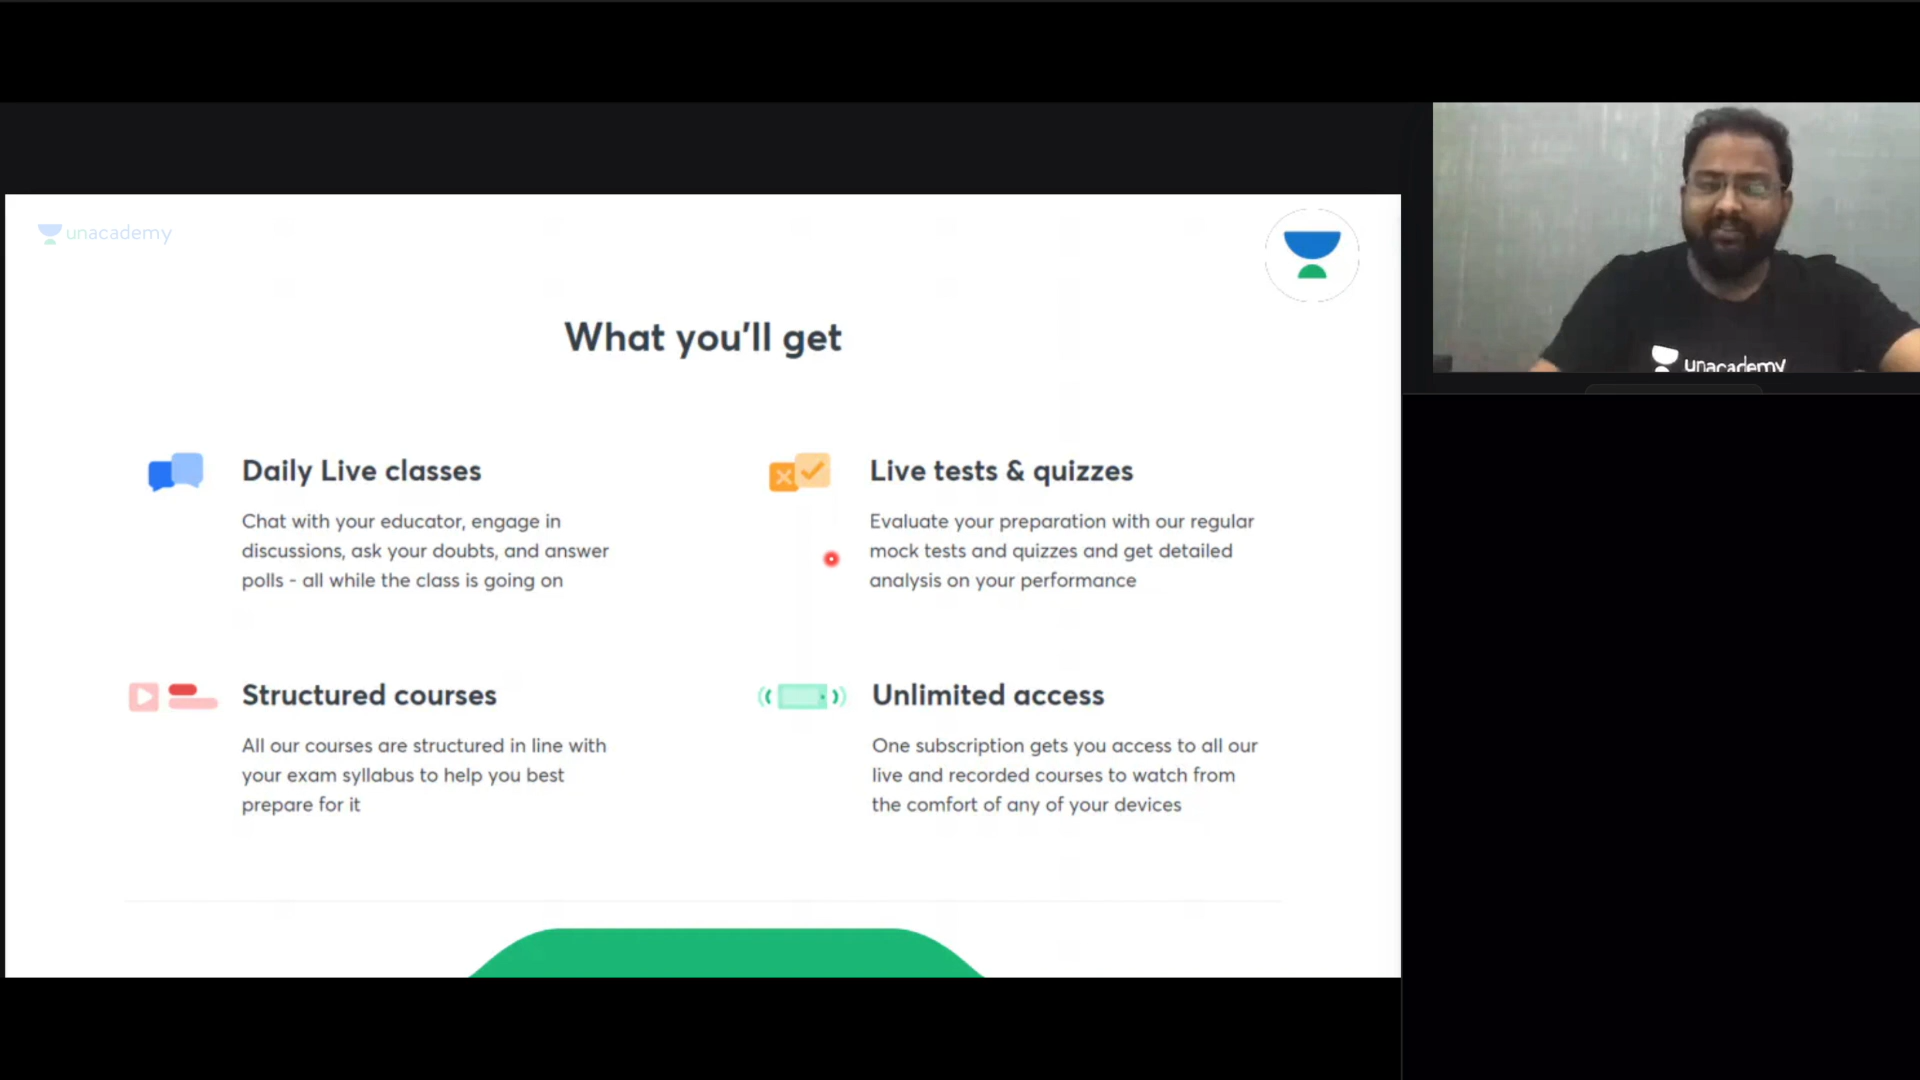 unacademy
What you'll get
Daily Live classes
Chat with your educator, engage in
discussions, ask your doubts, and answer
polls - all while the class is going on
Live tests & quizzes
Evaluate your preparation with our regular
mock tests and quizzes and get detailed
analysis on your performance
Structured courses
All our courses are structured in line with
your exam syllabus to help you best
prepare for it
Unlimited access
One subscription gets you access to all our
live and recorded courses to watch from
the comfort of any of your devices
unacademy